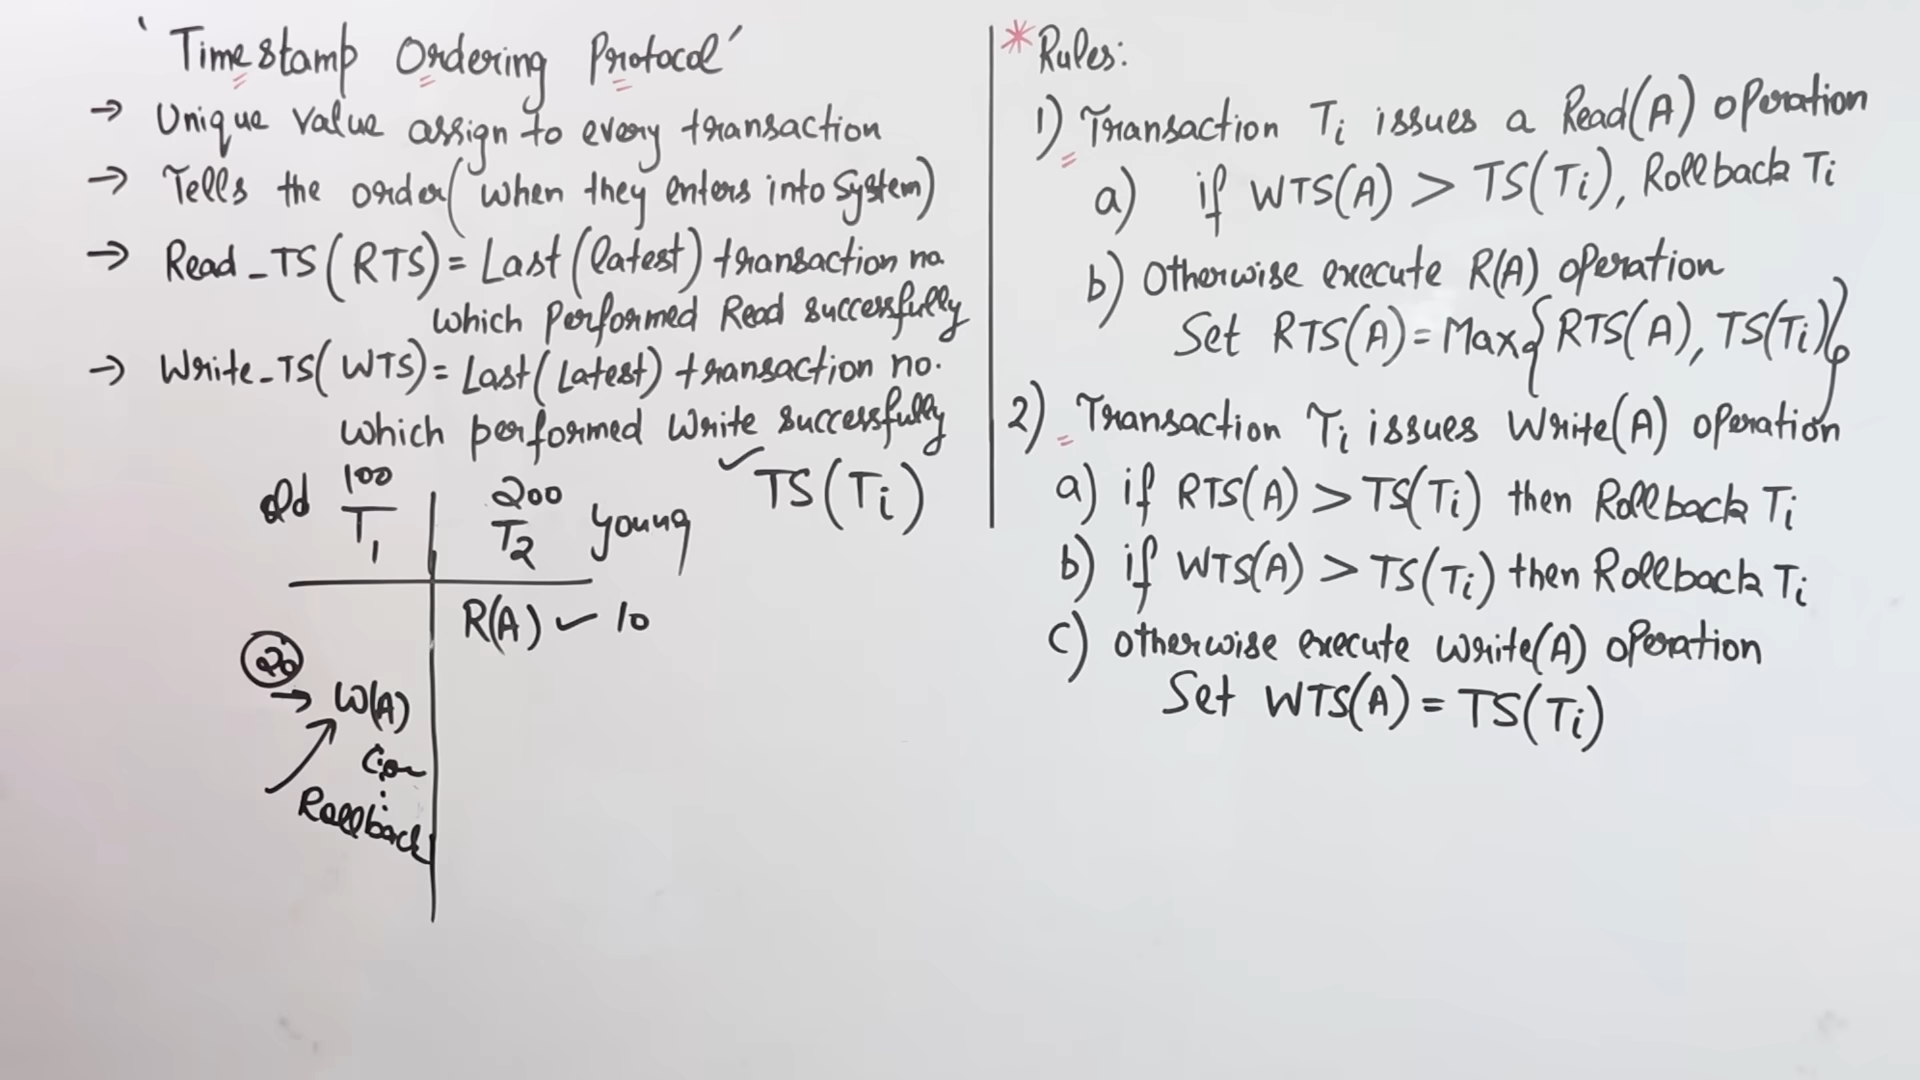 'Timestamp Ordering Protocol'
→ Unique value assign to every transaction
→ Tells the order (when they enters into System)
→ Read_TS(RTS) = Last (latest) transaction no.
which performed Read successfully
→ Write_TS(WTS) = Last (Latest) transaction no.
which performed Write successfully
✓ TS(Ti)
Old 100 200
T1 T2 Young
R(A) ✓ 10
20
→ W(A)
Rollback
* Rules:
1) Transaction Ti issues a Read(A) operation
a) if WTS(A) > TS(Ti), Rollback Ti
b) Otherwise execute R(A) operation
Set RTS(A) = Max{RTS(A), TS(Ti)}
2) Transaction Ti issues Write(A) operation
a) if RTS(A) > TS(Ti) then Rollback Ti
b) if WTS(A) > TS(Ti) then Rollback Ti
c) otherwise execute Write(A) operation
Set WTS(A) = TS(Ti)